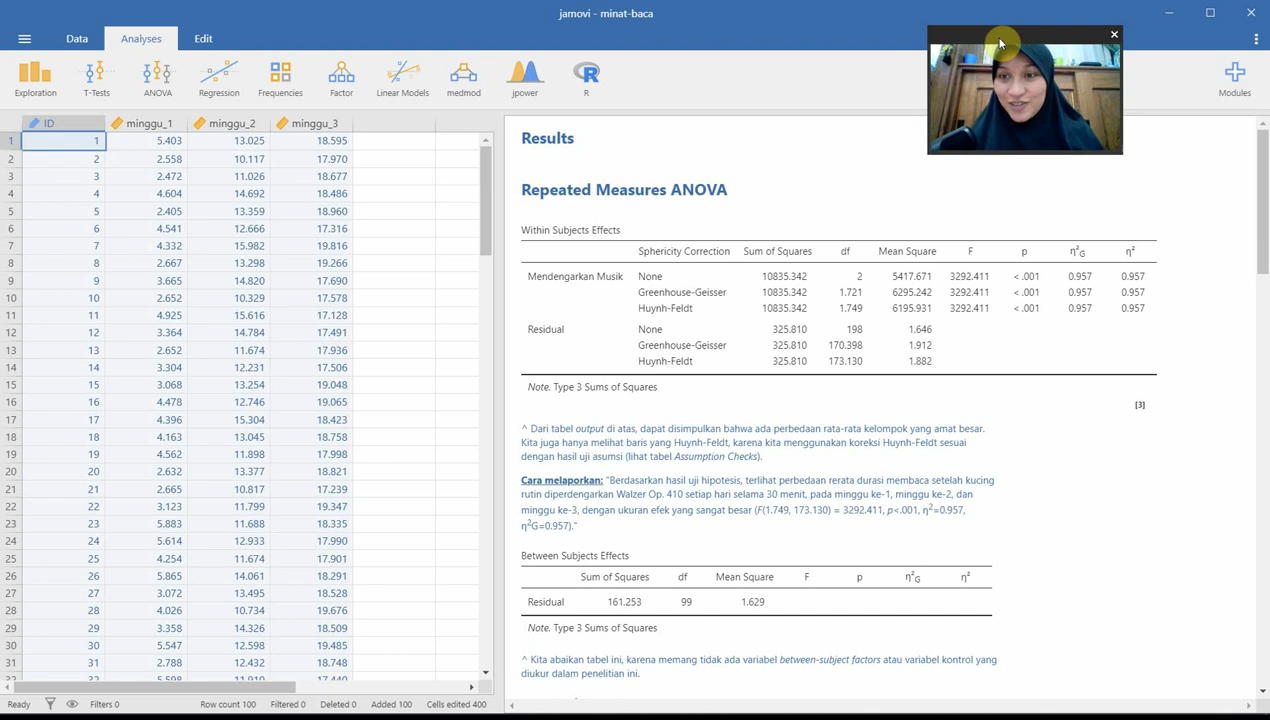 jamovi - minat-baca
Data Analyses Edit
Exploration T-Tests ANOVA Regression Frequencies Factor Linear Models medmod jpower R Modules
ID minggu_1 minggu_2 minggu_3
1 1 5.403 13.025 18.595
2 2 2.558 10.117 17.970
3 3 2.472 11.026 18.677
4 4 4.604 14.692 18.486
5 5 2.405 13.359 18.960
6 6 4.541 12.666 17.316
7 7 4.332 15.982 19.816
8 8 2.667 13.298 19.266
9 9 3.665 14.820 17.690
10 10 2.652 10.329 17.578
11 11 4.925 15.616 17.128
12 12 3.364 14.784 17.491
13 13 2.652 11.674 17.936
14 14 3.304 12.231 17.506
15 15 3.068 13.254 19.048
16 16 4.478 12.746 19.065
17 17 4.396 15.304 18.423
18 18 4.163 13.045 18.758
19 19 4.562 11.898 17.998
20 20 2.632 13.377 18.821
21 21 2.665 10.817 17.239
22 22 3.123 11.799 19.347
23 23 5.883 11.688 18.335
24 24 5.614 12.933 17.990
25 25 4.254 11.674 17.901
26 26 5.865 14.061 18.291
27 27 3.072 13.495 18.528
28 28 4.026 10.734 19.676
29 29 3.358 14.326 18.509
30 30 5.547 12.598 19.485
31 31 2.788 12.432 18.748
Ready Filters 0 Row count 100 Filtered 0 Deleted 0 Added 100 Cells edited 400
Results
Repeated Measures ANOVA
Within Subjects Effects
Sphericity Correction Sum of Squares df Mean Square F p η²G η²
Mendengarkan Musik None 10835.342 2 5417.671 3292.411 < .001 0.957 0.957
Greenhouse-Geisser 10835.342 1.721 6295.242 3292.411 < .001 0.957 0.957
Huynh-Feldt 10835.342 1.749 6195.931 3292.411 < .001 0.957 0.957
Residual None 325.810 198 1.646
Greenhouse-Geisser 325.810 170.398 1.912
Huynh-Feldt 325.810 173.130 1.882
Note. Type 3 Sums of Squares
[3]
^ Dari tabel output di atas, dapat disimpulkan bahwa ada perbedaan rata-rata kelompok yang amat besar.
Kita juga hanya melihat baris yang Huynh-Feldt, karena kita menggunakan koreksi Huynh-Feldt sesuai
dengan hasil uji asumsi (lihat tabel Assumption Checks).
Cara melaporkan: "Berdasarkan hasil uji hipotesis, terlihat perbedaan rerata durasi membaca setelah kucing
rutin diperdengarkan Walzer Op. 410 setiap hari selama 30 menit, pada minggu ke-1, minggu ke-2, dan
minggu ke-3, dengan ukuran efek yang sangat besar (F(1.749, 173.130) = 3292.411, p<.001, η²=0.957,
η²G=0.957)."
Between Subjects Effects
Sum of Squares df Mean Square F p η²G η²
Residual 161.253 99 1.629
Note. Type 3 Sums of Squares
^ Kita abaikan tabel ini, karena memang tidak ada variabel between-subject factors atau variabel kontrol yang
diukur dalam penelitian ini.